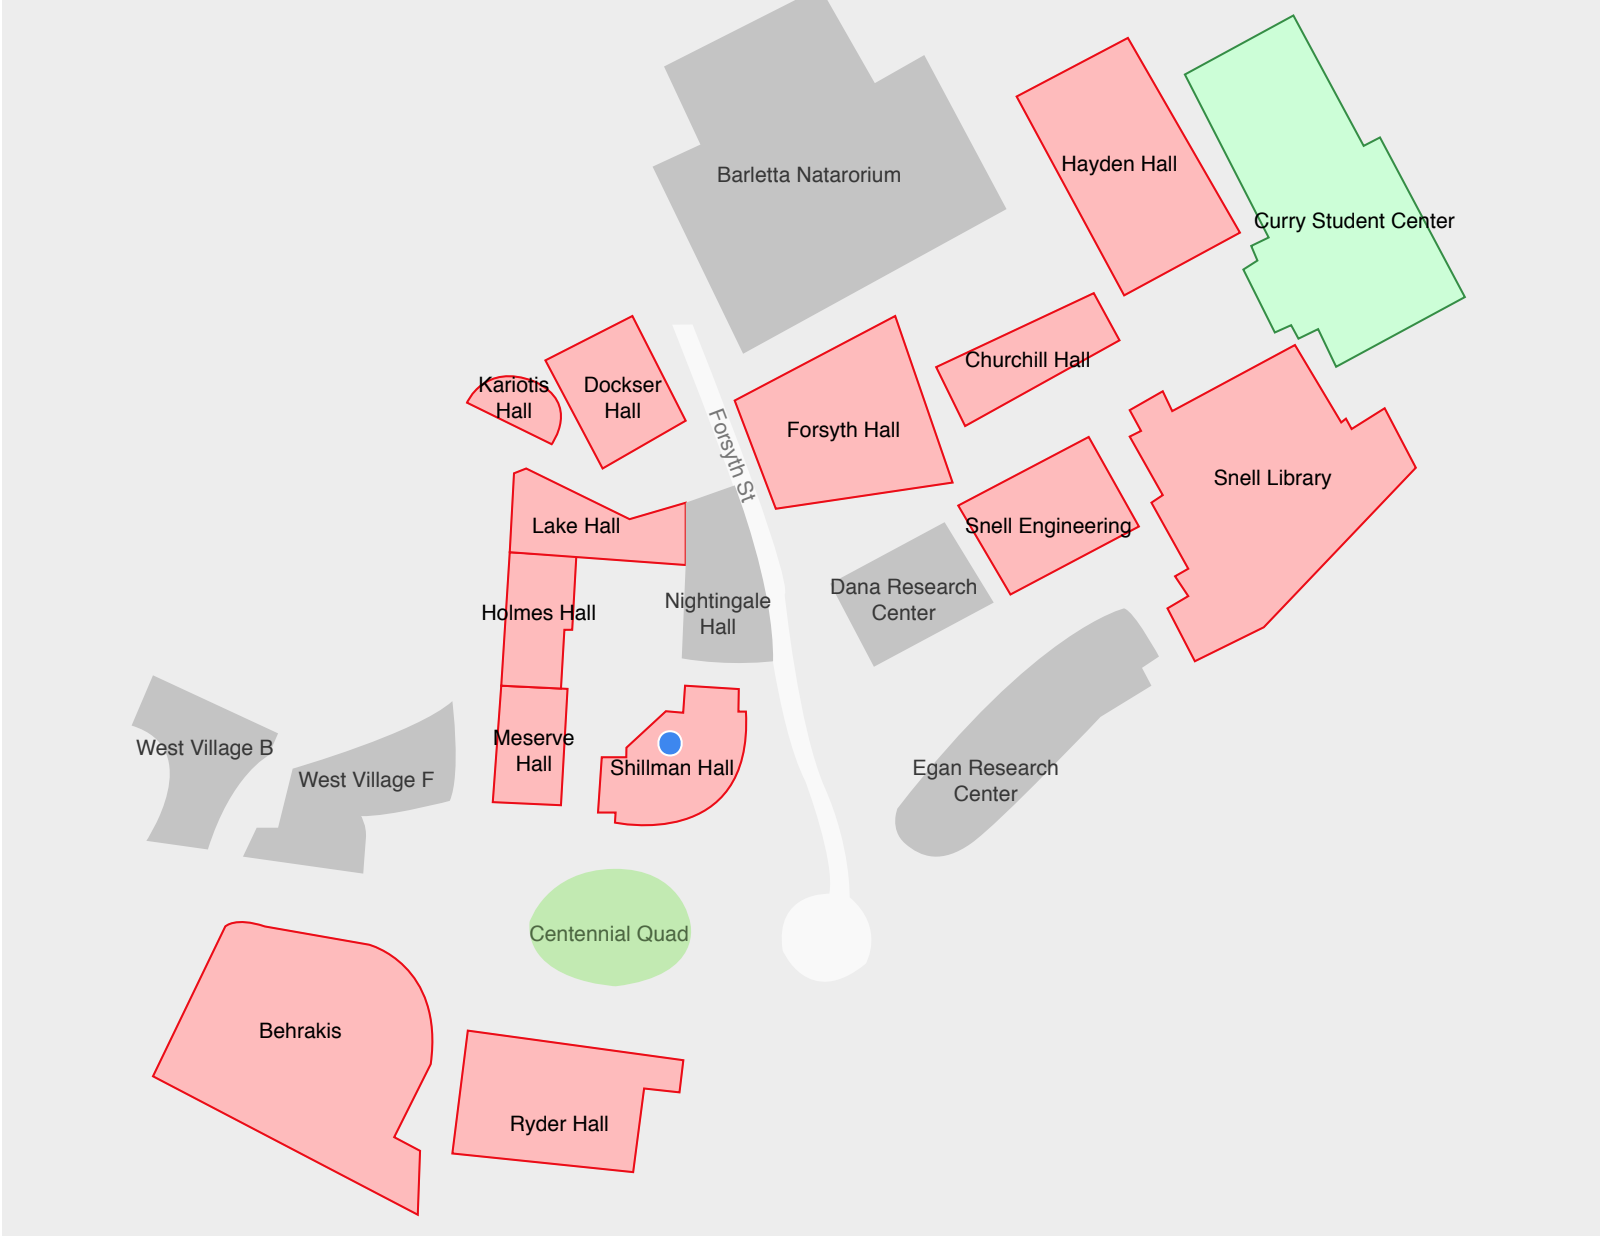 Barletta Natarorium
Hayden Hall
Curry Student Center
Kariotis
Hall
Dockser
Hall
Forsyth St
Forsyth Hall
Churchill Hall
Snell Library
Lake Hall
Snell Engineering
Holmes Hall
Nightingale
Hall
Dana Research
Center
West Village B
West Village F
Meserve
Hall
Shillman Hall
Egan Research
Center
Centennial Quad
Behrakis
Ryder Hall